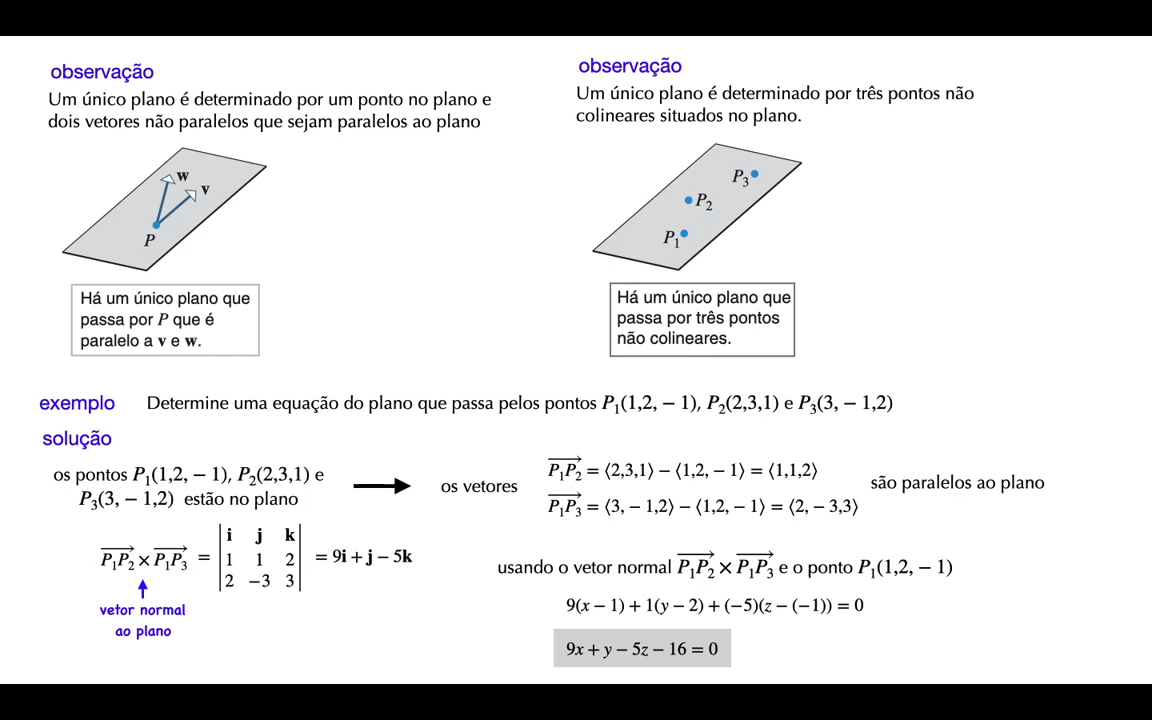 observação
Um único plano é determinado por um ponto no plano e
dois vetores não paralelos que sejam paralelos ao plano
w
v
P
Há um único plano que
passa por P que é
paralelo a v e w.
observação
Um único plano é determinado por três pontos não
colineares situados no plano.
P₃
P₂
P₁
Há um único plano que
passa por três pontos
não colineares.
exemplo Determine uma equação do plano que passa pelos pontos P₁(1,2, − 1), P₂(2,3,1) e P₃(3, − 1,2)
solução
os pontos P₁(1,2, − 1), P₂(2,3,1) e
P₃(3, − 1,2) estão no plano
os vetores
P₁P₂ = ⟨2,3,1⟩ − ⟨1,2, − 1⟩ = ⟨1,1,2⟩
P₁P₃ = ⟨3, − 1,2⟩ − ⟨1,2, − 1⟩ = ⟨2, − 3,3⟩
são paralelos ao plano
i j k
P₁P₂ × P₁P₃ = | 1 1 2 | = 9i + j − 5k
2 −3 3
vetor normal
ao plano
usando o vetor normal P₁P₂ × P₁P₃ e o ponto P₁(1,2, − 1)
9(x − 1) + 1(y − 2) + (−5)(z − (−1)) = 0
9x + y − 5z − 16 = 0